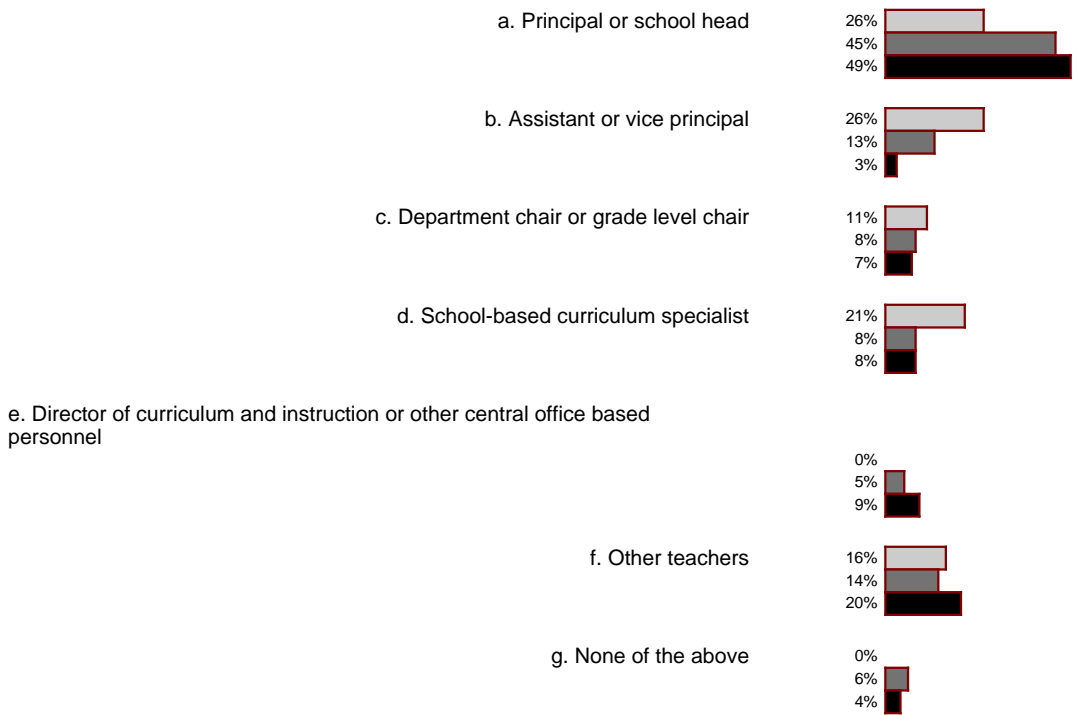 a. Principal or school head
26%
45%
49%
b. Assistant or vice principal
26%
13%
3%
c. Department chair or grade level chair
11%
8%
7%
d. School-based curriculum specialist
21%
8%
8%
e. Director of curriculum and instruction or other central office based
personnel
0%
5%
9%
f. Other teachers
16%
14%
20%
g. None of the above
0%
6%
4%